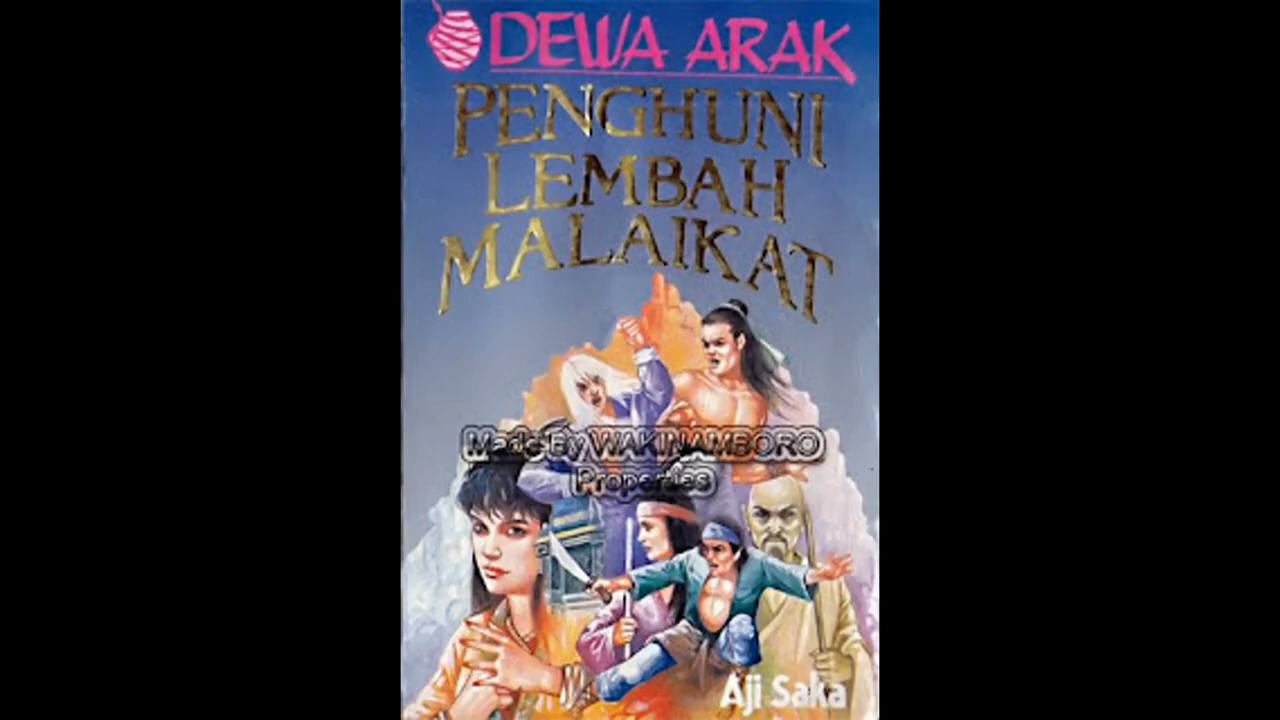 DEWA ARAK
PENGHUNI
LEMBAH
MALAIKAT
Made By WAKINAMBORO
Properties
Aji Saka